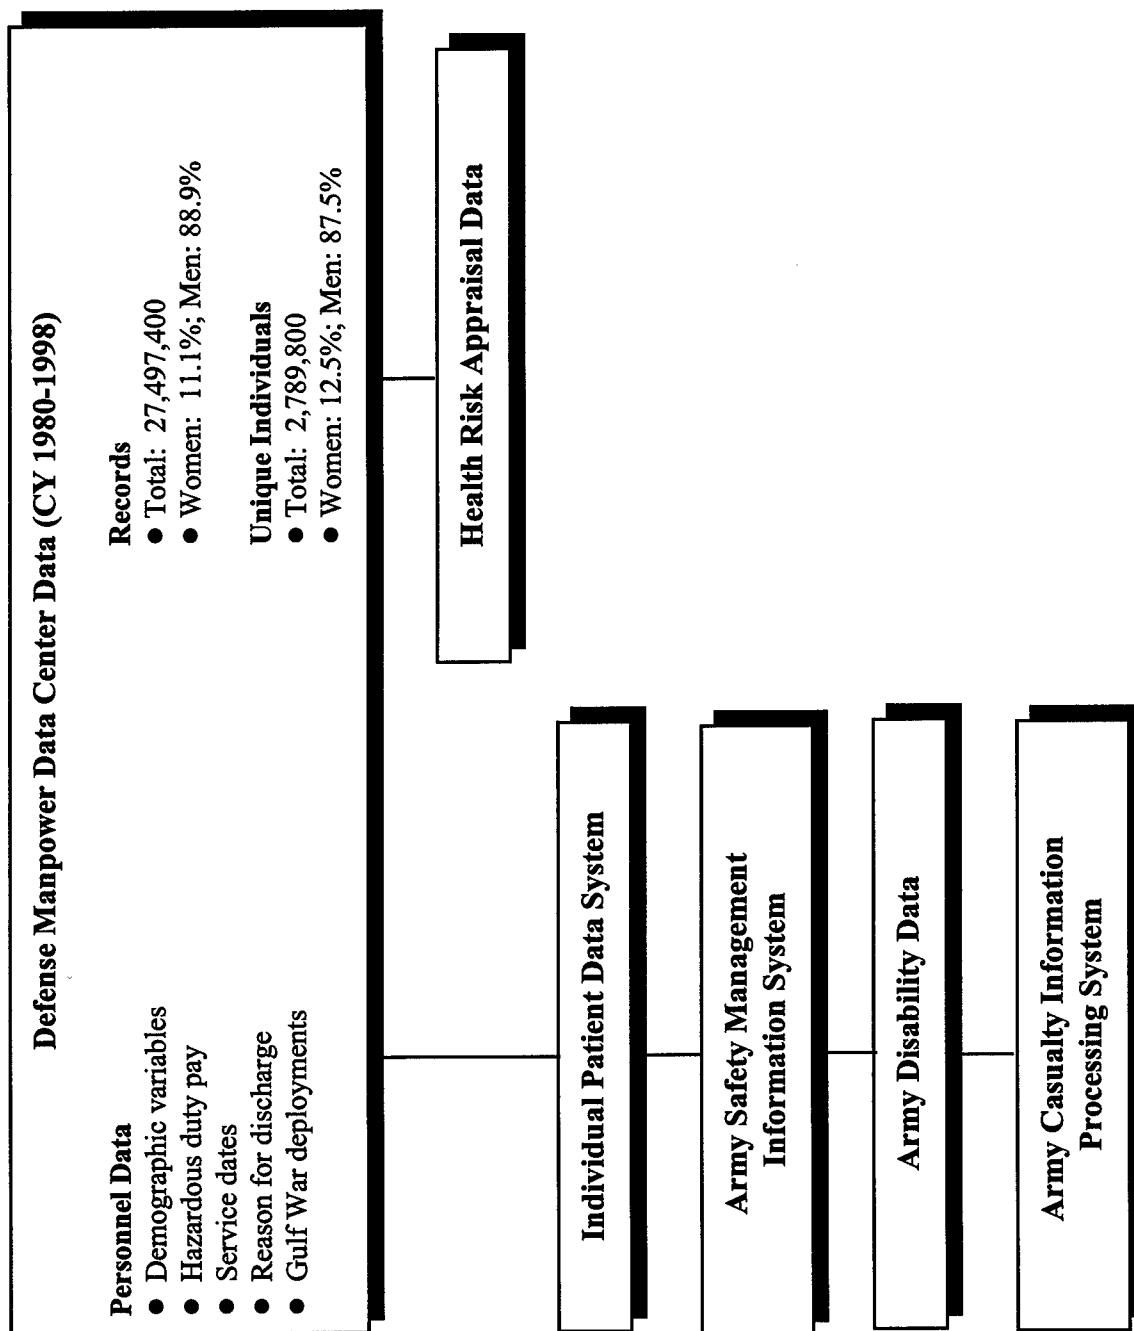 Defense Manpower Data Center Data (CY 1980-1998)
Personnel Data
● Demographic variables
● Hazardous duty pay
● Service dates
● Reason for discharge
● Gulf War deployments
Records
● Total: 27,497,400
● Women: 11.1%; Men: 88.9%
Unique Individuals
● Total: 2,789,800
● Women: 12.5%; Men: 87.5%
Health Risk Appraisal Data
Individual Patient Data System
Army Safety Management
Information System
Army Disability Data
Army Casualty Information
Processing System